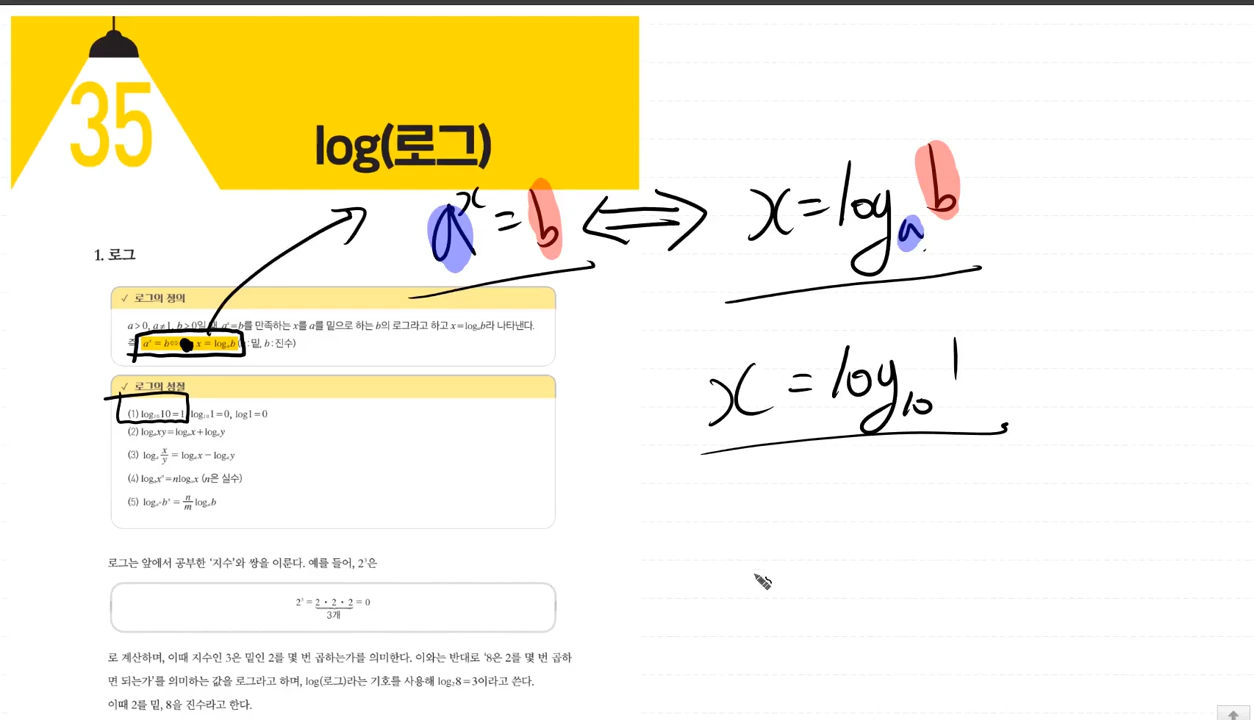 35
log(로그)
aˣ = b ⇔ x = logₐ b
x = log₁₀ 1
1. 로그
✓ 로그의 정의
a > 0, a≠1, b > 0일 때, aˣ=b를 만족하는 x를 a를 밑으로 하는 b의 로그라고 하고 x=logₐb라 나타낸다.
즉 aˣ = b⇔ x = logₐb : 밑, b : 진수)
✓ 로그의 성질
(1) log₁₀10=1, log₁₀1=0, log1=0
(2) logₐxy=logₐx+logₐy
(3) logₐ x/y = logₐx−logₐy
(4) logₐxⁿ=nlogₐx (n은 실수)
(5) bⁿ = n/m logₐb
로그는 앞에서 공부한 '지수'와 쌍을 이룬다. 예를 들어, 2³은
2³ = 2 · 2 · 2 = 0
3개
로 계산하며, 이때 지수인 3은 밑인 2를 몇 번 곱하는가를 의미한다. 이와는 반대로 '8은 2를 몇 번 곱하
면 되는가'를 의미하는 값을 로그라고 하며, log(로그)라는 기호를 사용해 log₂8=3이라고 쓴다.
이때 2를 밑, 8을 진수라고 한다.